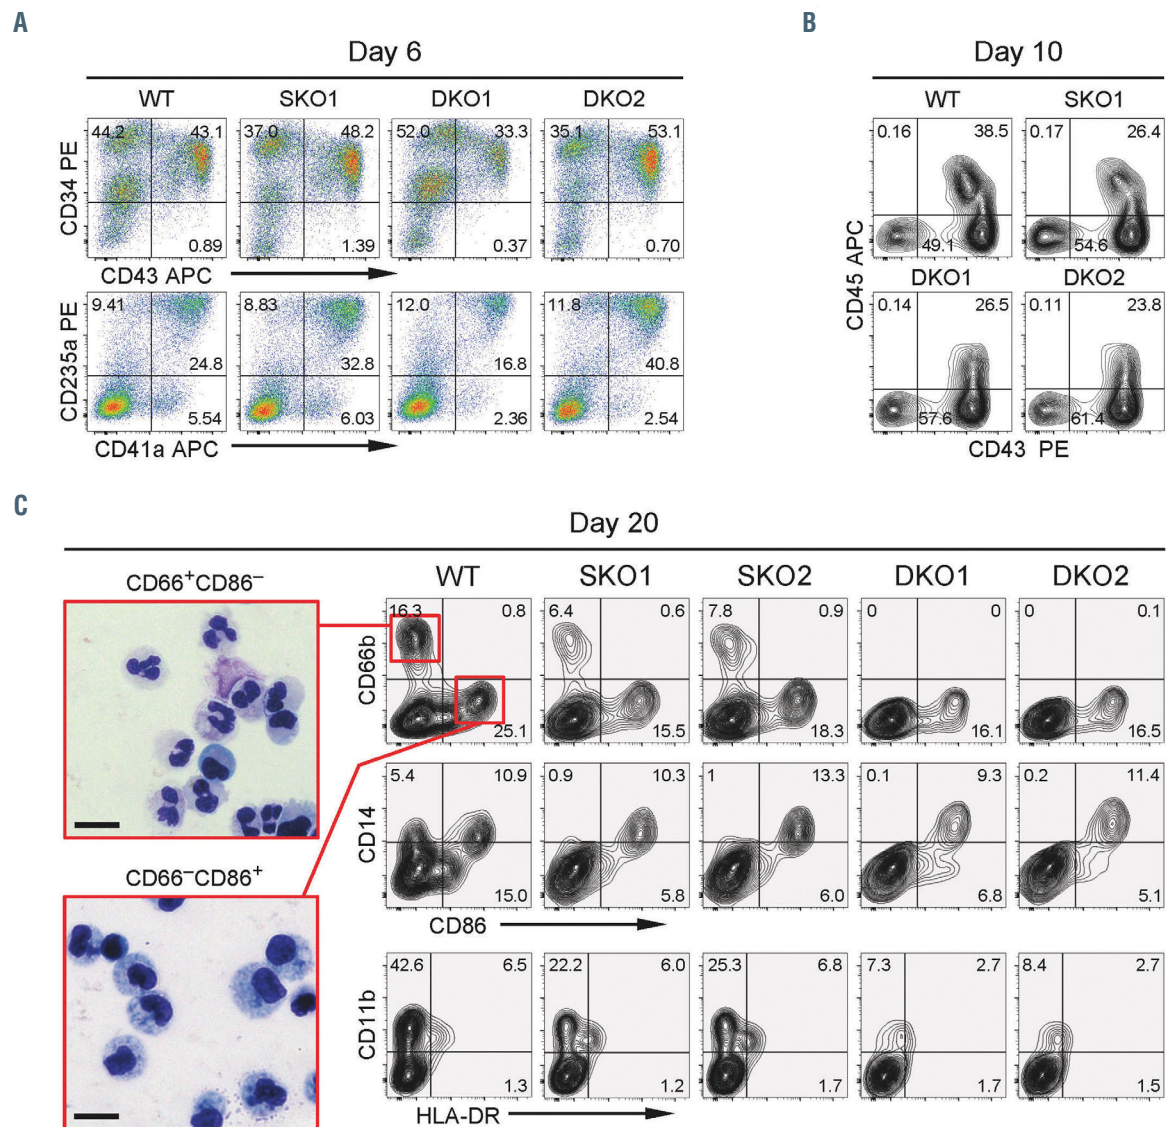 A
Day 6
WT SKO1 DKO1 DKO2
CD34 PE
44.2 43.1 37.0 48.2 52.0 33.3 35.1 53.1
0.89 1.39 0.37 0.70
CD43 APC
CD235a PE
9.41 8.83 12.0 11.8
24.8 32.8 16.8 40.8
5.54 6.03 2.36 2.54
CD41a APC
B
Day 10
WT SKO1
CD45 APC
0.16 38.5 0.17 26.4
49.1 54.6
DKO1 DKO2
0.14 26.5 0.11 23.8
57.6 61.4
CD43 PE
C
Day 20
CD66+CD86–
CD66–CD86+
WT SKO1 SKO2 DKO1 DKO2
CD66b
16.3 0.8 6.4 0.6 7.8 0.9 0 0 0 0.1
25.1 15.5 18.3 16.1 16.5
CD14
5.4 10.9 0.9 10.3 1 13.3 0.1 9.3 0.2 11.4
15.0 5.8 6.0 6.8 5.1
CD86
CD11b
42.6 6.5 22.2 6.0 25.3 6.8 7.3 2.7 8.4 2.7
1.3 1.2 1.7 1.7 1.5
HLA-DR